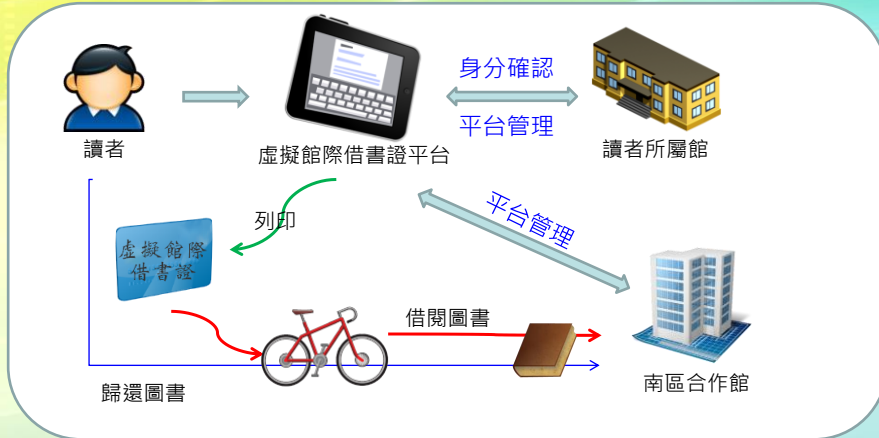 身分確認
平台管理
讀者
虛擬館際借書證平台
讀者所屬館
列印
平台管理
虛擬館際
借書證
借閱圖書
歸還圖書
南區合作館